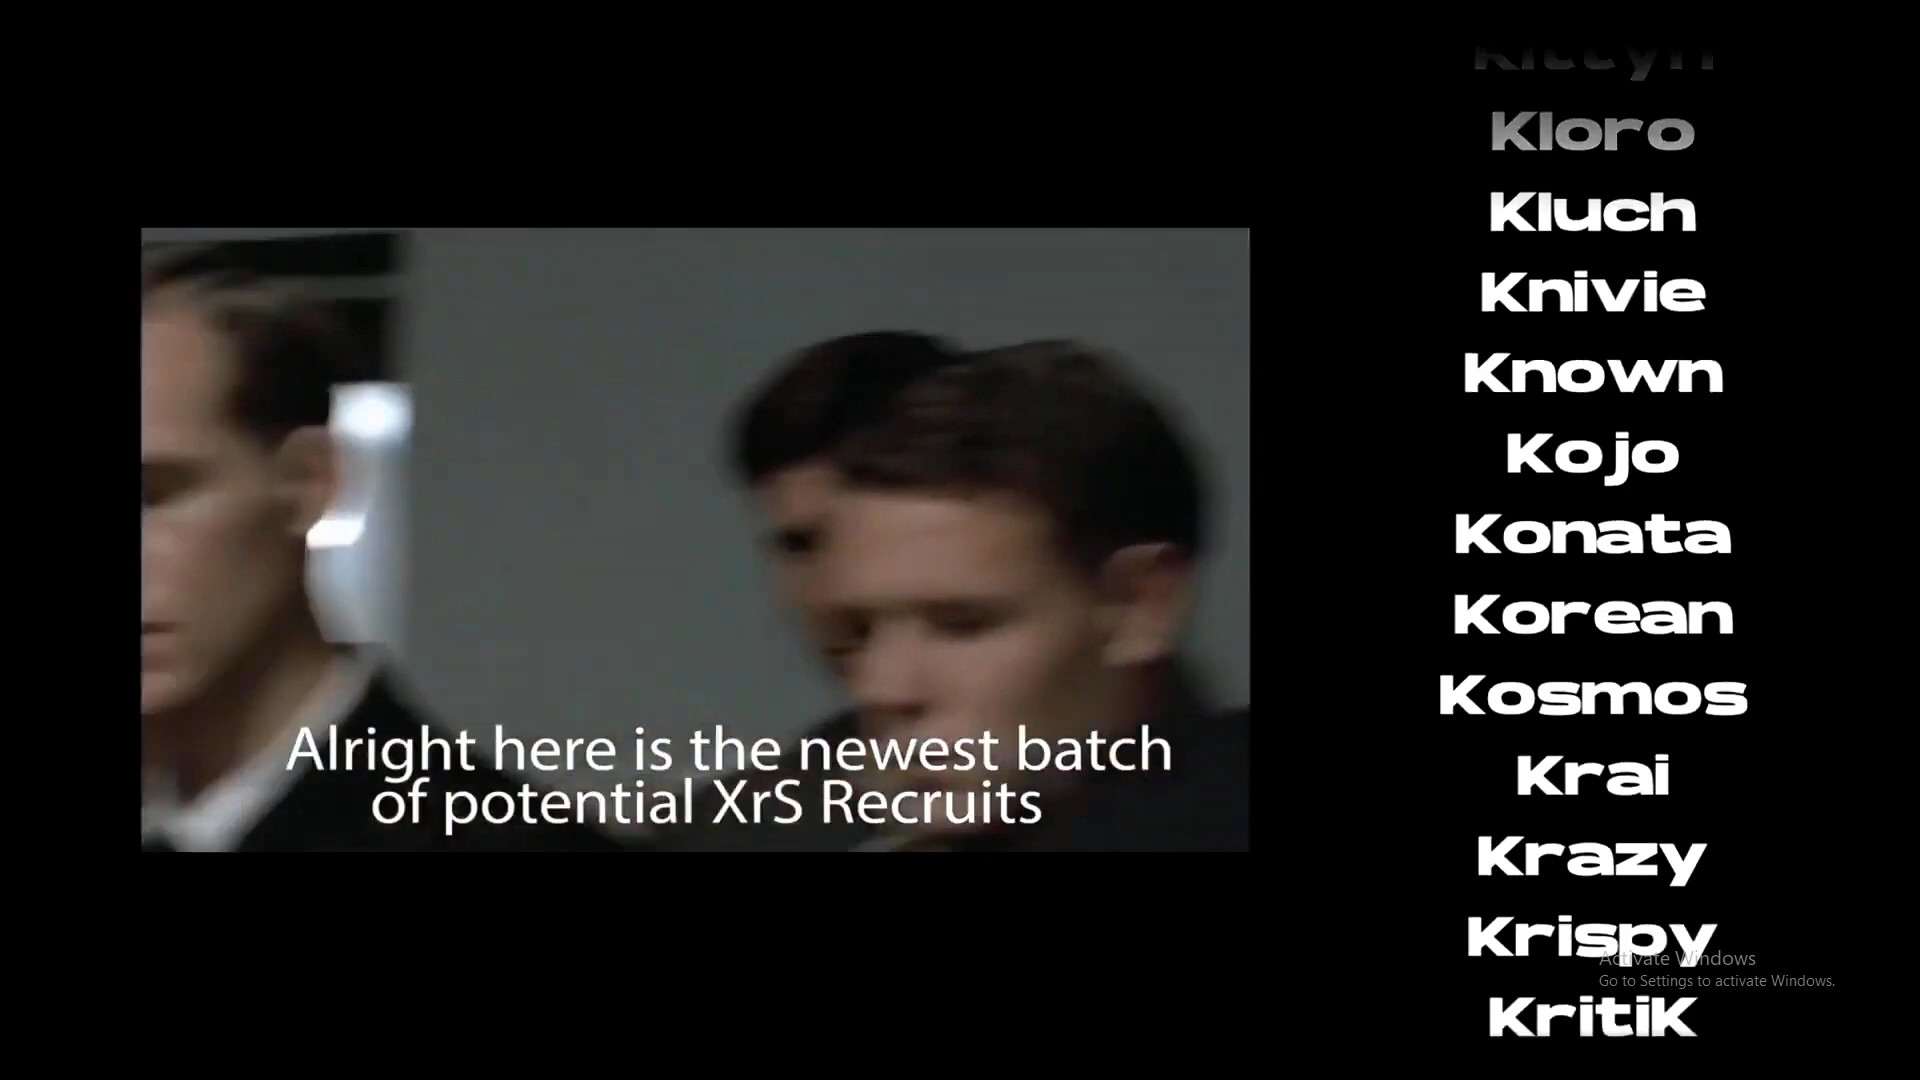 Alright here is the newest batch
of potential XrS Recruits
Kittyn
Kloro
Kluch
Knivie
Known
Kojo
Konata
Korean
Kosmos
Krai
Krazy
Krispy
KritiK
Activate Windows
Go to Settings to activate Windows.